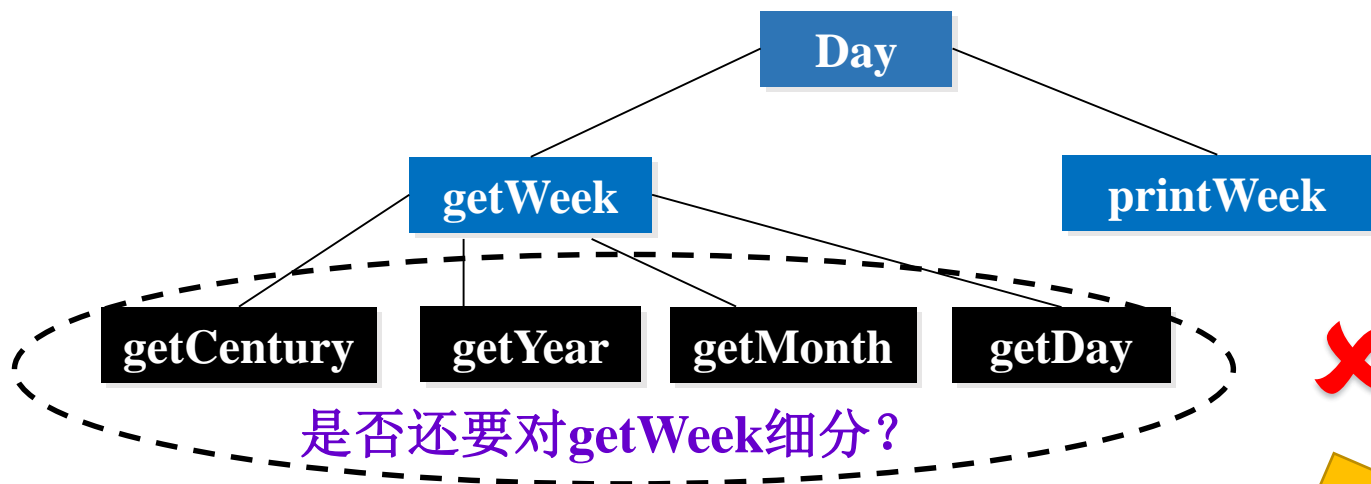 Day
getWeek
printWeek
getCentury
getYear
getMonth
getDay
是否还要对getWeek细分？